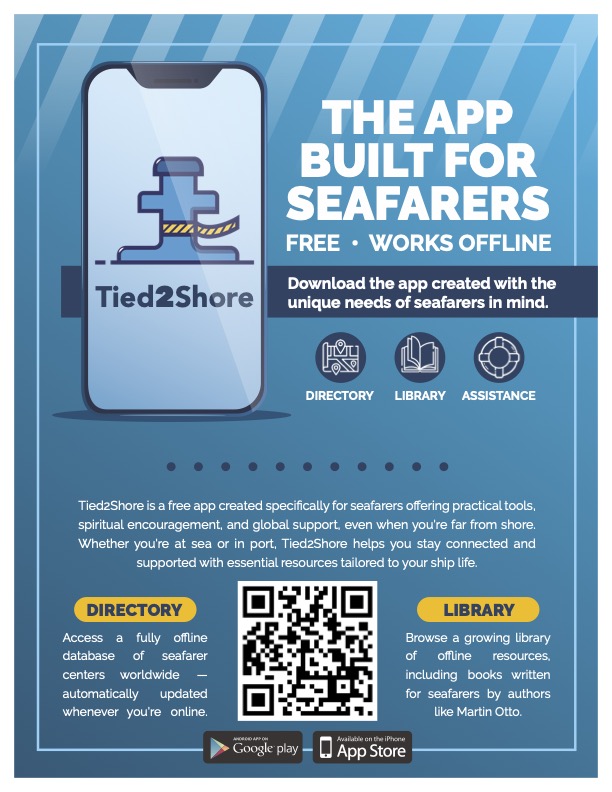 THE APP
BUILT FOR
SEAFARERS
FREE • WORKS OFFLINE
Tied2Shore
Download the app created with the
unique needs of seafarers in mind.
DIRECTORY LIBRARY ASSISTANCE
Tied2Shore is a free app created specifically for seafarers offering practical tools,
spiritual encouragement, and global support, even when you're far from shore.
Whether you're at sea or in port, Tied2Shore helps you stay connected and
supported with essential resources tailored to your ship life.
DIRECTORY
Access a fully offline
database of seafarer
centers worldwide —
automatically updated
whenever you're online.
LIBRARY
Browse a growing library
of offline resources,
including books written
for seafarers by authors
like Martin Otto.
ANDROID APP ON
Google play
Available on the iPhone
App Store